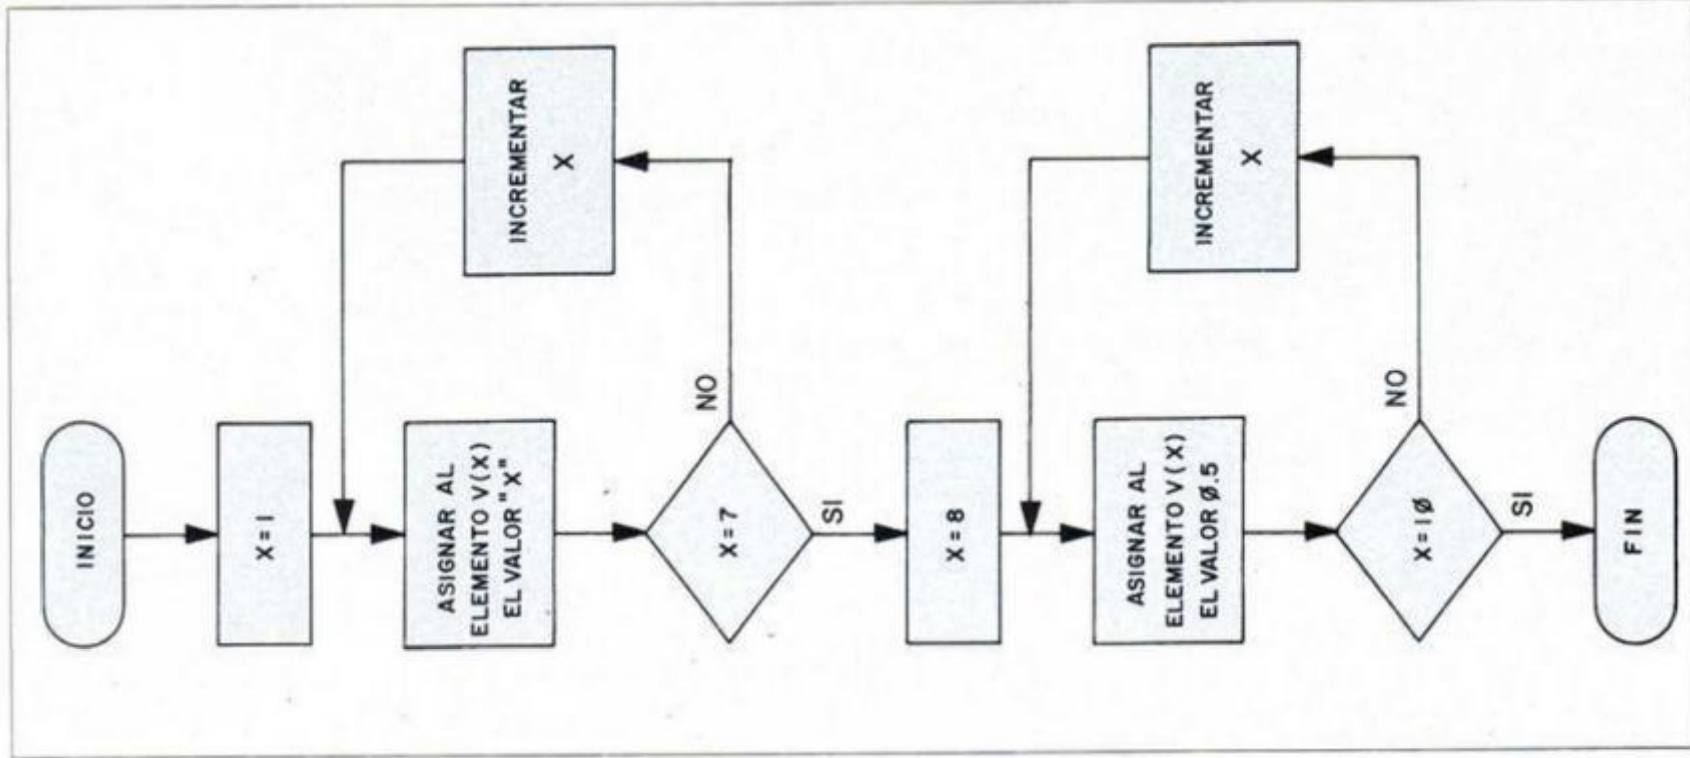 INICIO
X = 1
ASIGNAR AL
ELEMENTO V(X)
EL VALOR "X"
X = 7
NO
INCREMENTAR
X
SI
X = 8
ASIGNAR AL
ELEMENTO V(X)
EL VALOR Ø.5
X = 1Ø
NO
INCREMENTAR
X
SI
FIN